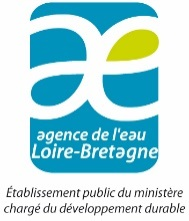 agence de l'eau
Loire-Bretagne
Établissement public du ministère
chargé du développement durable